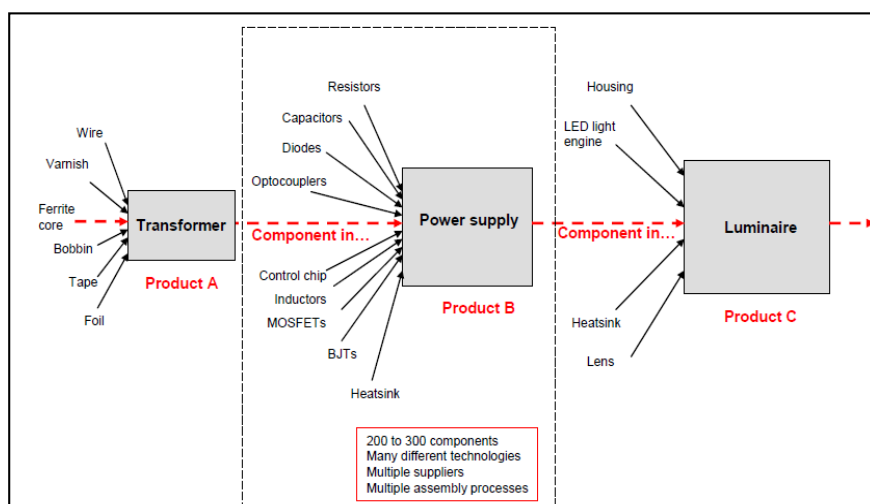 Wire
Varnish
Ferrite
core
Bobbin
Tape
Foil
Transformer
Product A
Component in…
Resistors
Capacitors
Diodes
Optocouplers
Control chip
Inductors
MOSFETs
BJTs
Heatsink
Power supply
Product B
200 to 300 components
Many different technologies
Multiple suppliers
Multiple assembly processes
Component in…
Housing
LED light
engine
Heatsink
Lens
Luminaire
Product C